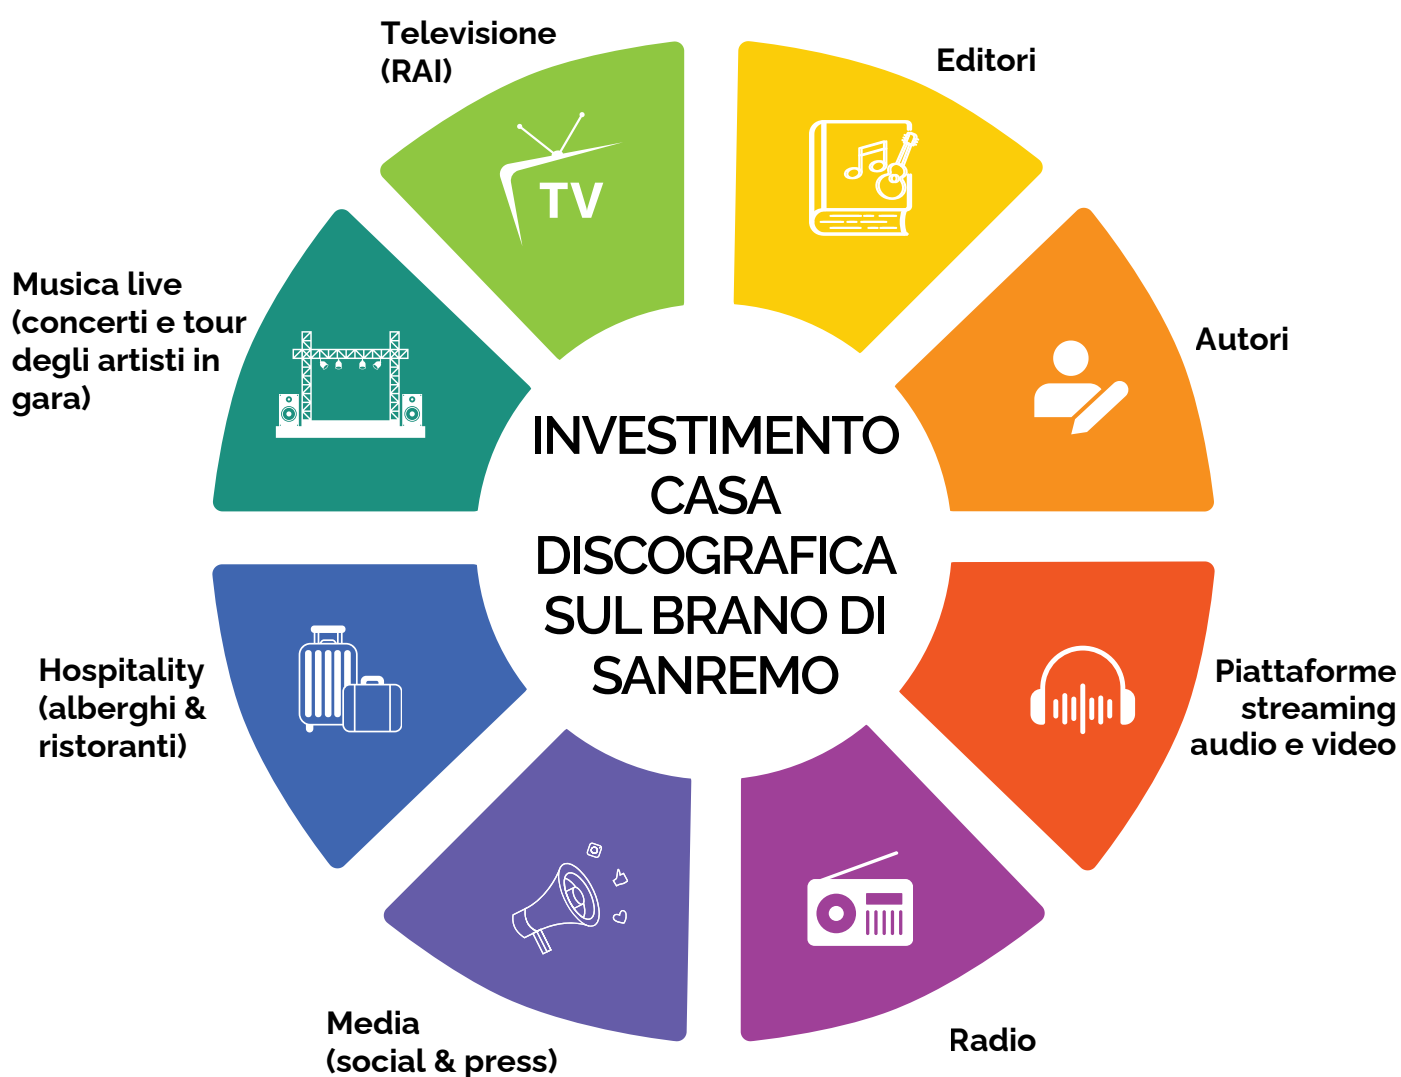 Televisione
(RAI)
TV
Editori
Autori
Piattaforme
streaming
audio e video
Radio
Media
(social & press)
Hospitality
(alberghi &
ristoranti)
Musica live
(concerti e tour
degli artisti in
gara)
INVESTIMENTO
CASA
DISCOGRAFICA
SUL BRANO DI
SANREMO